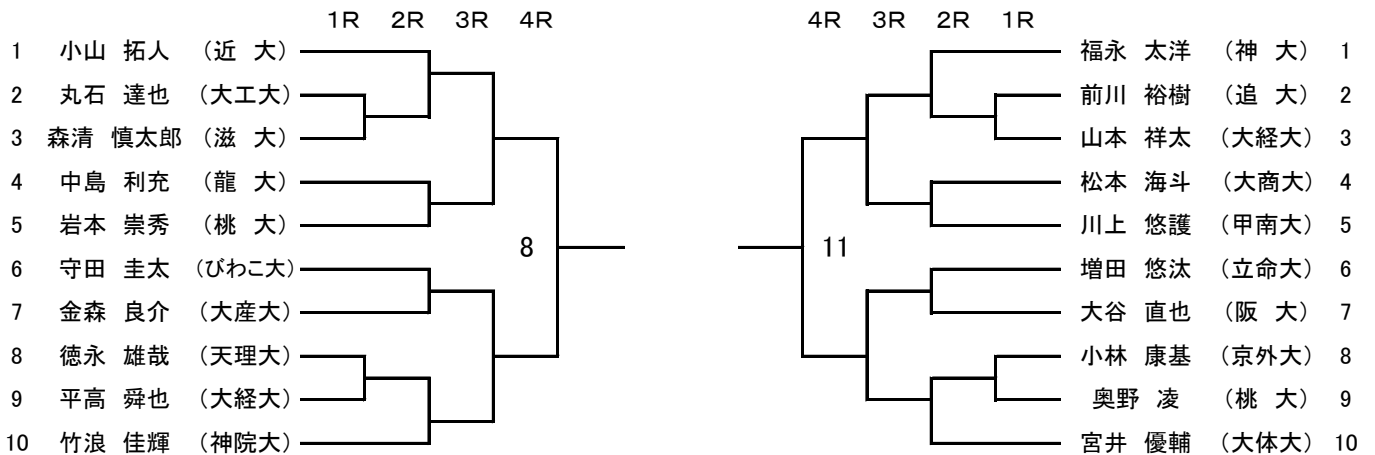 1R 2R 3R 4R 4R 3R 2R 1R
1 小山 拓人 (近 大) 福永 太洋 (神 大) 1
2 丸石 達也 (大工大) 前川 裕樹 (追 大) 2
3 森清 慎太郎 (滋 大) 山本 祥太 (大経大) 3
4 中島 利充 (龍 大) 松本 海斗 (大商大) 4
5 岩本 崇秀 (桃 大) 川上 悠護 (甲南大) 5
8 11
6 守田 圭太 (びわこ大) 増田 悠汰 (立命大) 6
7 金森 良介 (大産大) 大谷 直也 (阪 大) 7
8 徳永 雄哉 (天理大) 小林 康基 (京外大) 8
9 平高 舜也 (大経大) 奥野 凌 (桃 大) 9
10 竹浪 佳輝 (神院大) 宮井 優輔 (大体大) 10